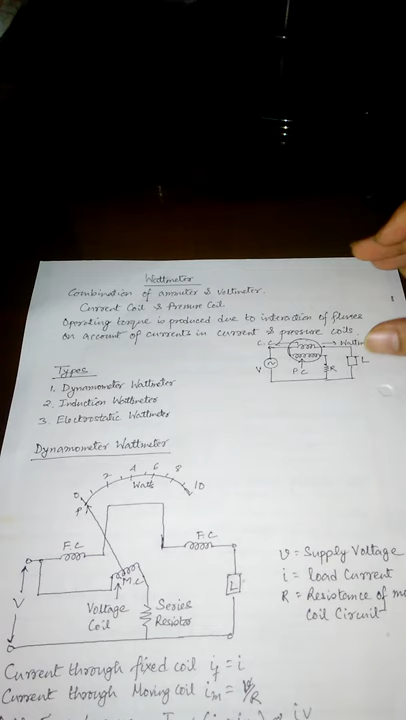 Wattmeter
Combination of ammeter & Voltmeter.
Current Coil & Pressure Coil.
Operating torque is produced due to interaction of fluxes
on account of currents in current & pressure coils.
C.C.
V
P.C
R
L
Types
1. Dynamometer Wattmeter
2. Induction Wattmeter
3. Electrostatic Wattmeter
Dynamometer Wattmeter
0 2 4 6 8 10
Watts
P
F.C
F.C
M.C
V
Voltage
Coil
Series
Resistor
L
v = Supply Voltage
i = Load Current
R = Resistance of
Coil Circuit
Current through fixed coil if = i
Current through Moving coil im = v/R